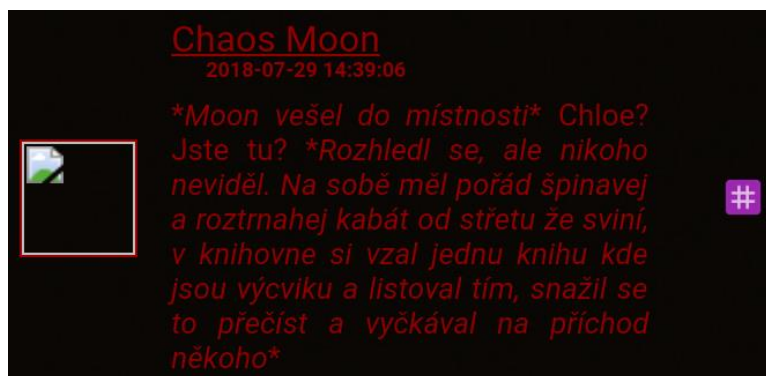 Chaos Moon
2018-07-29 14:39:06
*Moon vešel do místnosti* Chloe?
Jste tu? *Rozhledl se, ale nikoho
neviděl. Na sobě měl pořád špinavej
a roztrnahej kabát od střetu že sviní,
v knihovne si vzal jednu knihu kde
jsou výcviku a listoval tím, snažil se
to přečíst a vyčkával na příchod
někoho*
#